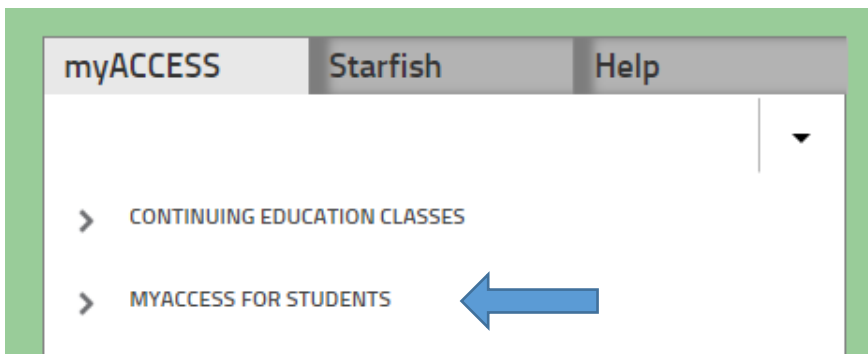 myACCESS Starfish Help
CONTINUING EDUCATION CLASSES
MYACCESS FOR STUDENTS